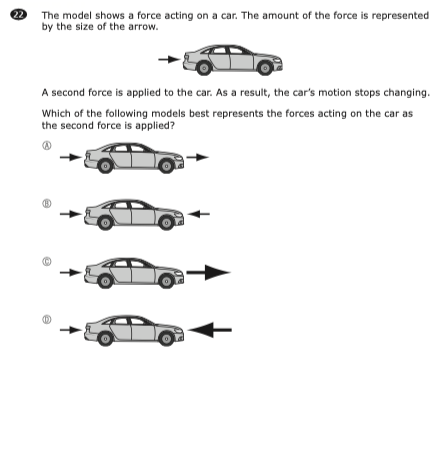 22 The model shows a force acting on a car. The amount of the force is represented
by the size of the arrow.
A second force is applied to the car. As a result, the car's motion stops changing.
Which of the following models best represents the forces acting on the car as
the second force is applied?
A
B
C
D